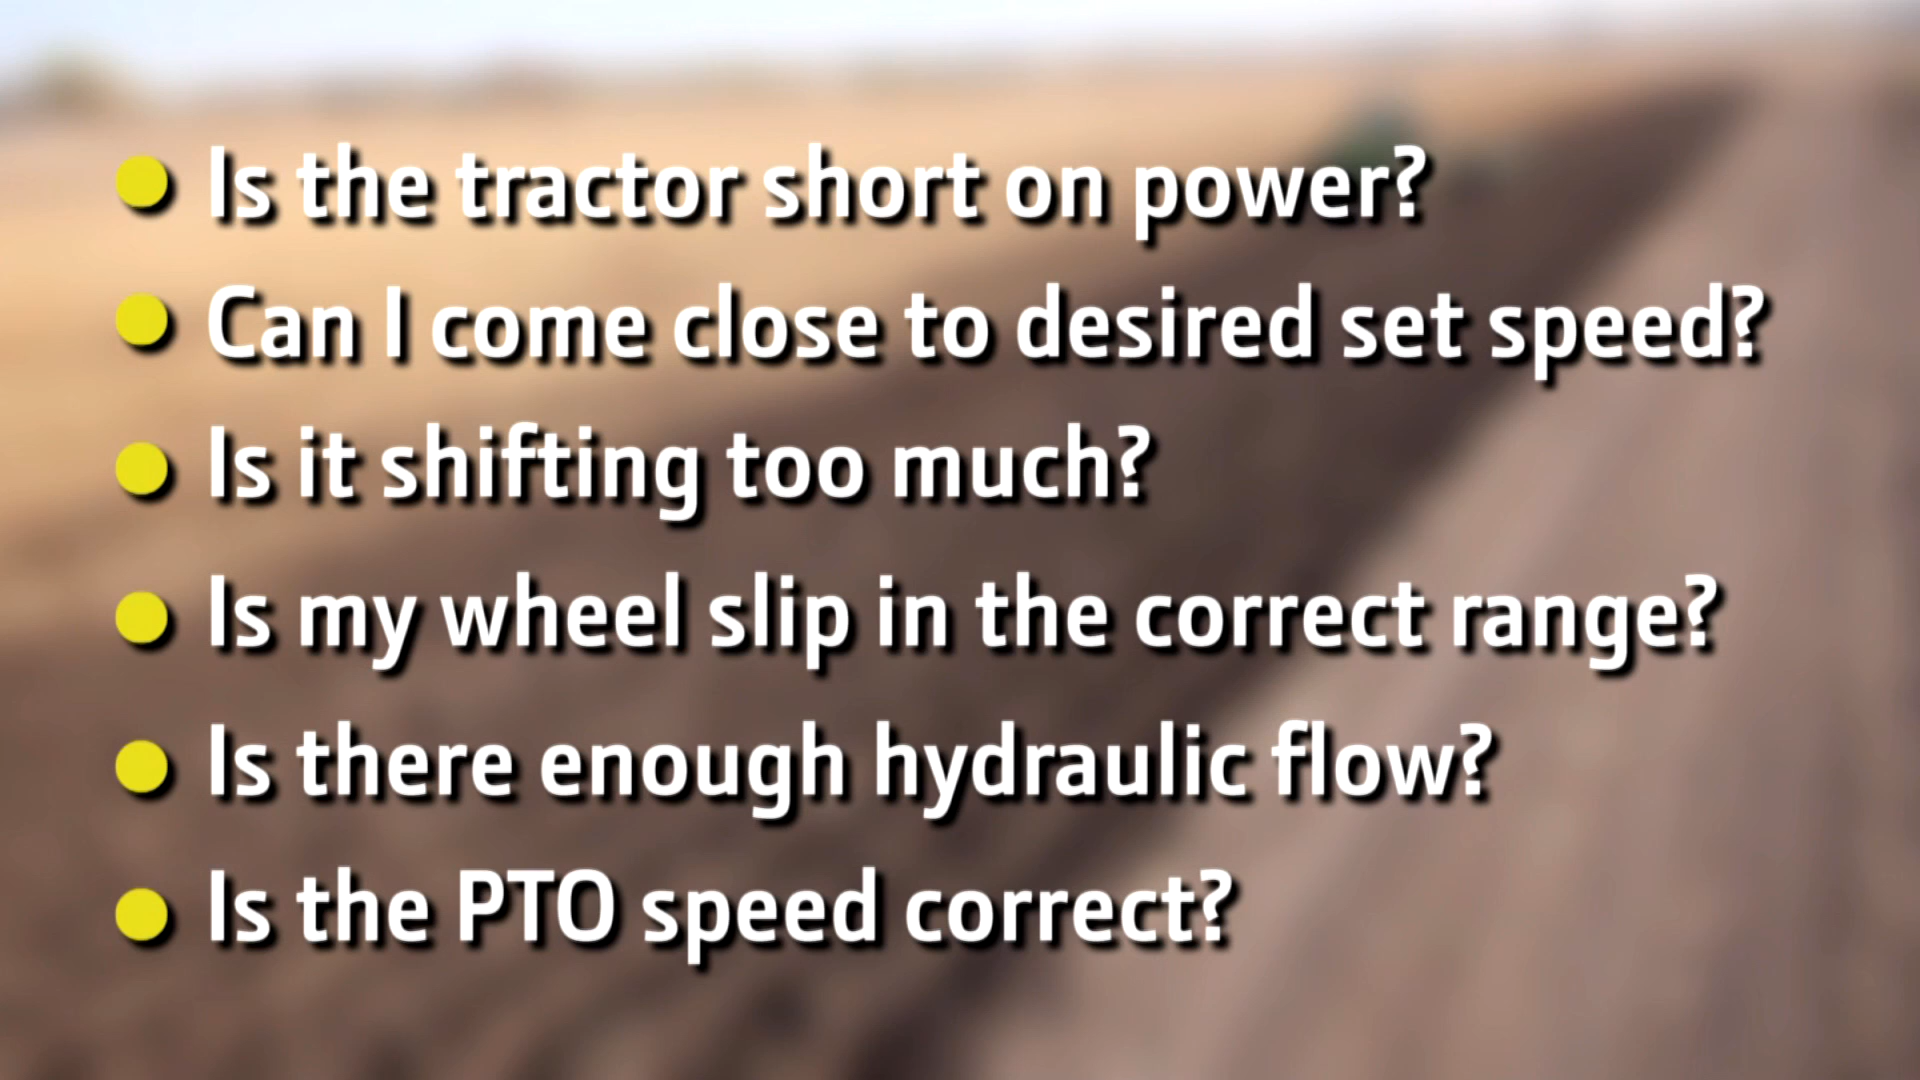 Is the tractor short on power?
Can I come close to desired set speed?
Is it shifting too much?
Is my wheel slip in the correct range?
Is there enough hydraulic flow?
Is the PTO speed correct?